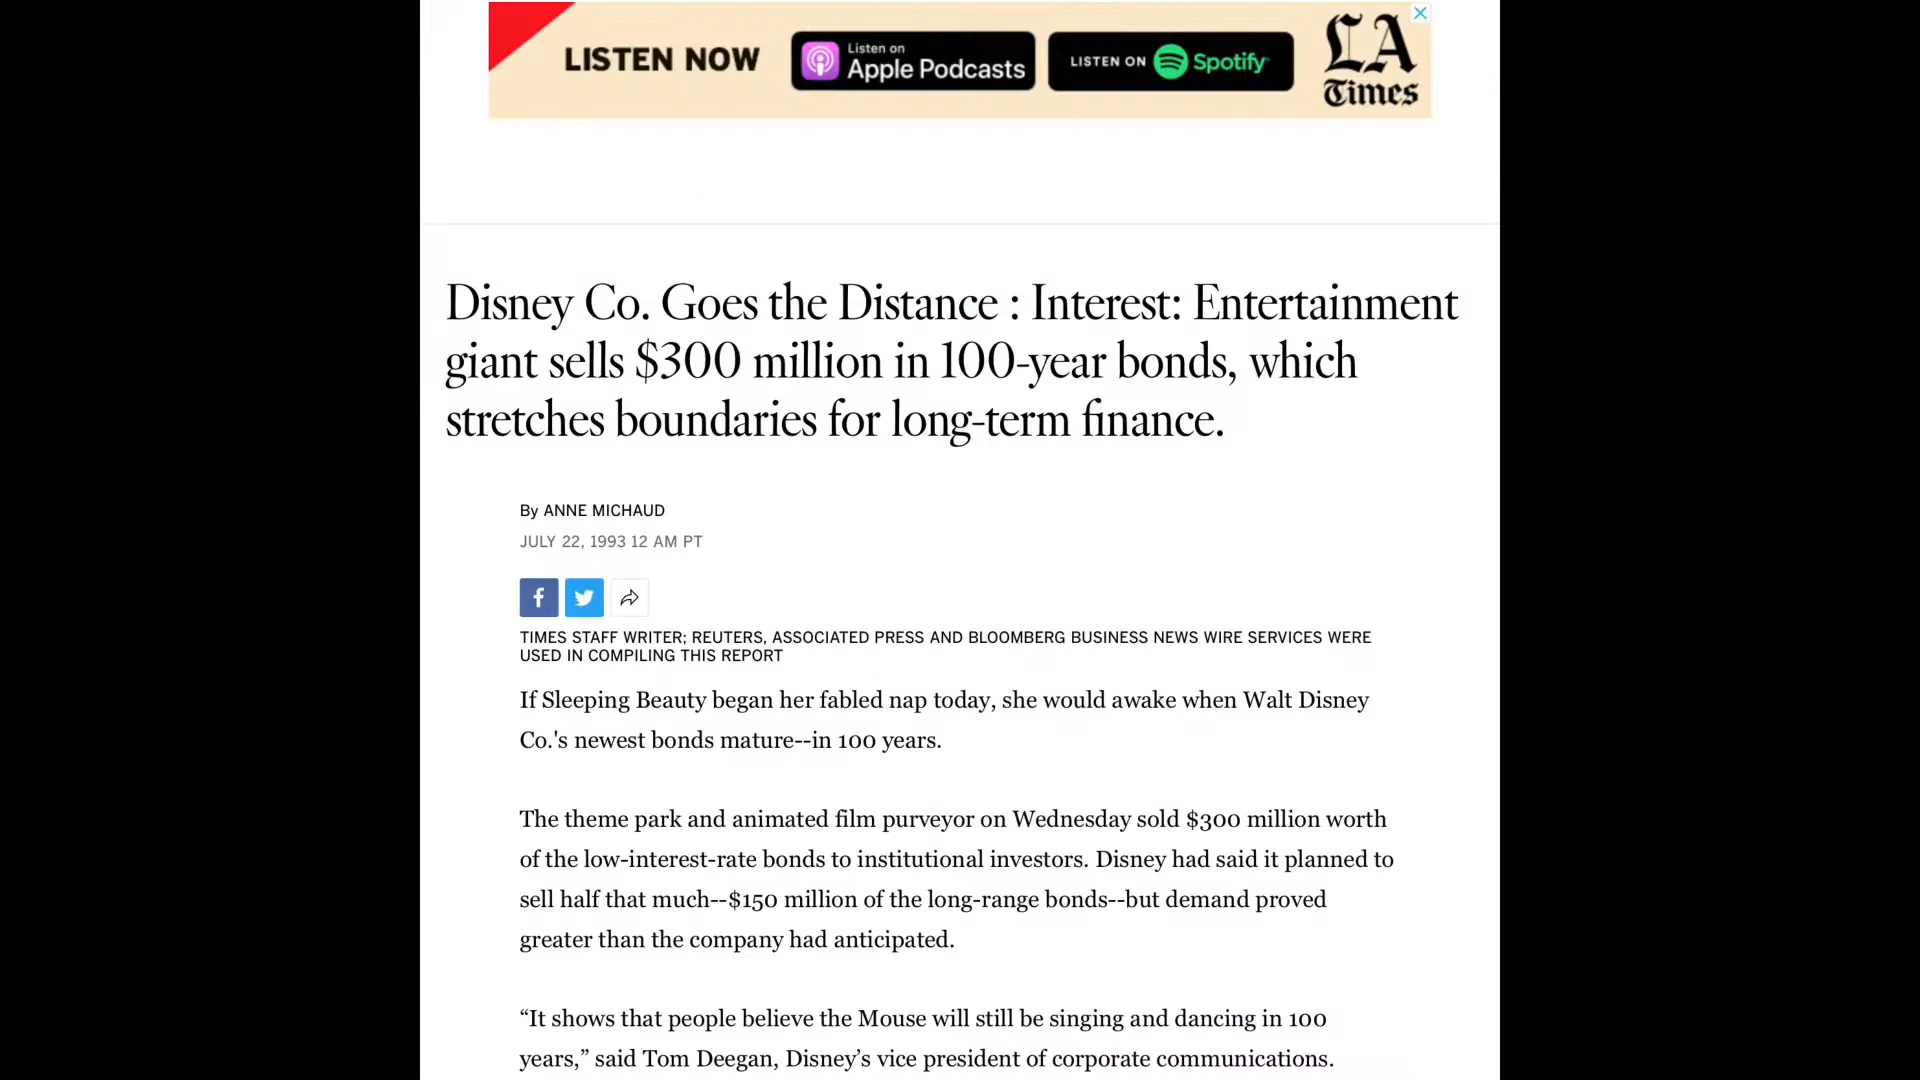 LISTEN NOW
Listen on
Apple Podcasts
LISTEN ON Spotify
LA
Times
Disney Co. Goes the Distance : Interest: Entertainment
giant sells $300 million in 100-year bonds, which
stretches boundaries for long-term finance.
By ANNE MICHAUD
JULY 22, 1993 12 AM PT
TIMES STAFF WRITER; REUTERS, ASSOCIATED PRESS AND BLOOMBERG BUSINESS NEWS WIRE SERVICES WERE
USED IN COMPILING THIS REPORT
If Sleeping Beauty began her fabled nap today, she would awake when Walt Disney
Co.'s newest bonds mature--in 100 years.
The theme park and animated film purveyor on Wednesday sold $300 million worth
of the low-interest-rate bonds to institutional investors. Disney had said it planned to
sell half that much--$150 million of the long-range bonds--but demand proved
greater than the company had anticipated.
“It shows that people believe the Mouse will still be singing and dancing in 100
years,” said Tom Deegan, Disney’s vice president of corporate communications.